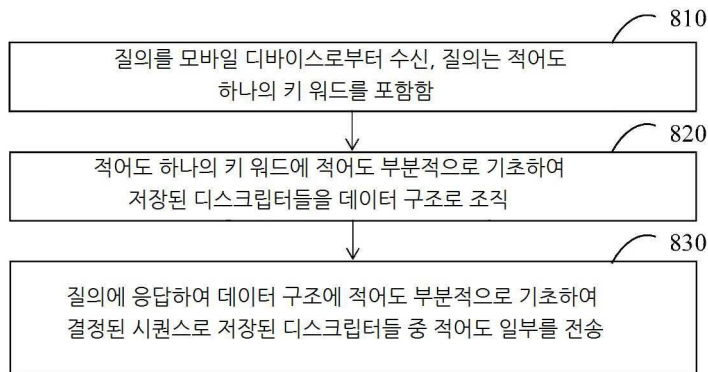 810
질의를 모바일 디바이스로부터 수신, 질의는 적어도
하나의 키 워드를 포함함
820
적어도 하나의 키 워드에 적어도 부분적으로 기초하여
저장된 디스크립터들을 데이터 구조로 조직
830
질의에 응답하여 데이터 구조에 적어도 부분적으로 기초하여
결정된 시퀀스로 저장된 디스크립터들 중 적어도 일부를 전송